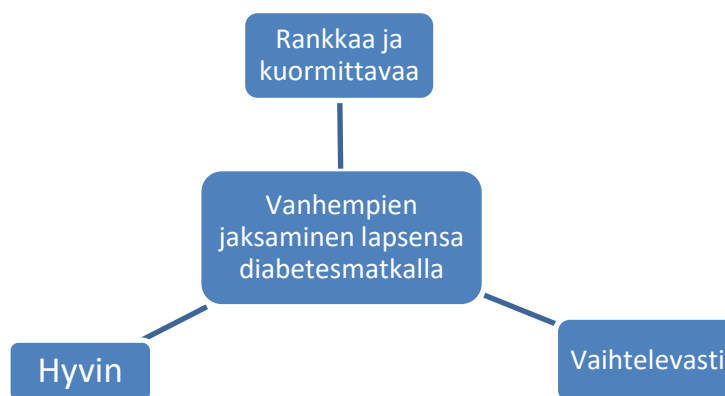 Rankkaa ja
kuormittavaa
Vanhempien
jaksaminen lapsensa
diabetesmatkalla
Hyvin
Vaihtelevasti